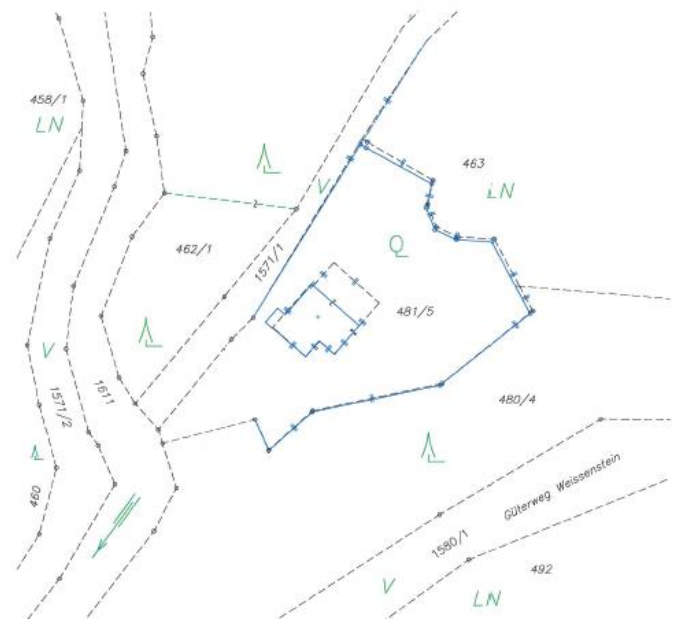 458/1
LN
463
LN
V
Q
462/1
1571/1
481/5
V
1571/2
1611
480/4
460
Güterweg Weissenstein
1580/1
492
V
LN